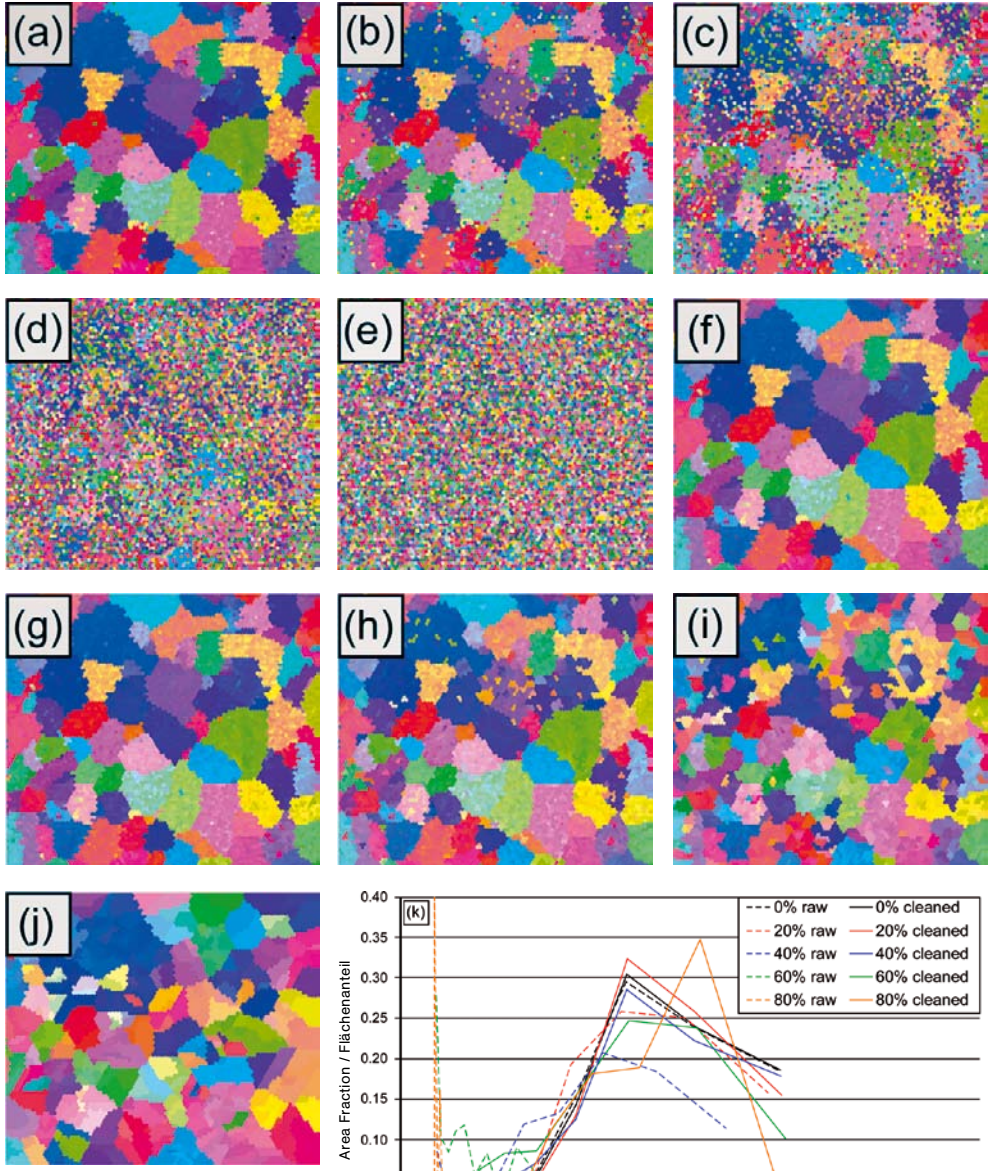 (a)
(b)
(c)
(d)
(e)
(f)
(g)
(h)
(i)
(j)
(k)
0.40
0.35
0.30
0.25
0.20
0.15
0.10
Area Fraction / Flächenanteil
0% raw
0% cleaned
20% raw
20% cleaned
40% raw
40% cleaned
60% raw
60% cleaned
80% raw
80% cleaned